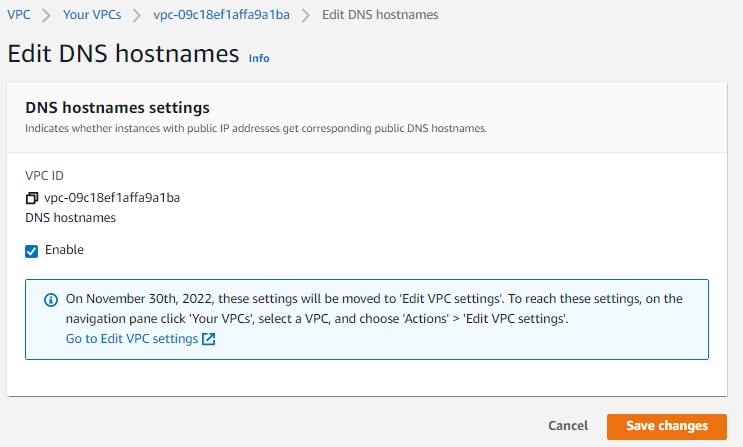 VPC > Your VPCs > vpc-09c18ef1affa9a1ba > Edit DNS hostnames
Edit DNS hostnames Info
DNS hostnames settings
Indicates whether instances with public IP addresses get corresponding public DNS hostnames.
VPC ID
vpc-09c18ef1affa9a1ba
DNS hostnames
Enable
On November 30th, 2022, these settings will be moved to 'Edit VPC settings'. To reach these settings, on the
navigation pane click 'Your VPCs', select a VPC, and choose 'Actions' > 'Edit VPC settings'.
Go to Edit VPC settings
Cancel Save changes